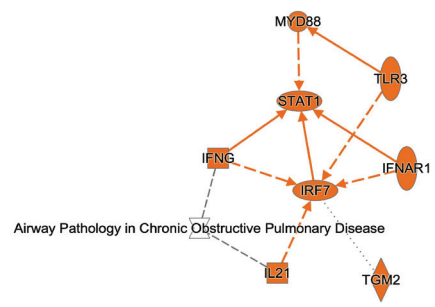 MYD88
TLR3
STAT1
IFNG
IFNAR1
IRF7
Airway Pathology in Chronic Obstructive Pulmonary Disease
IL21
TGM2